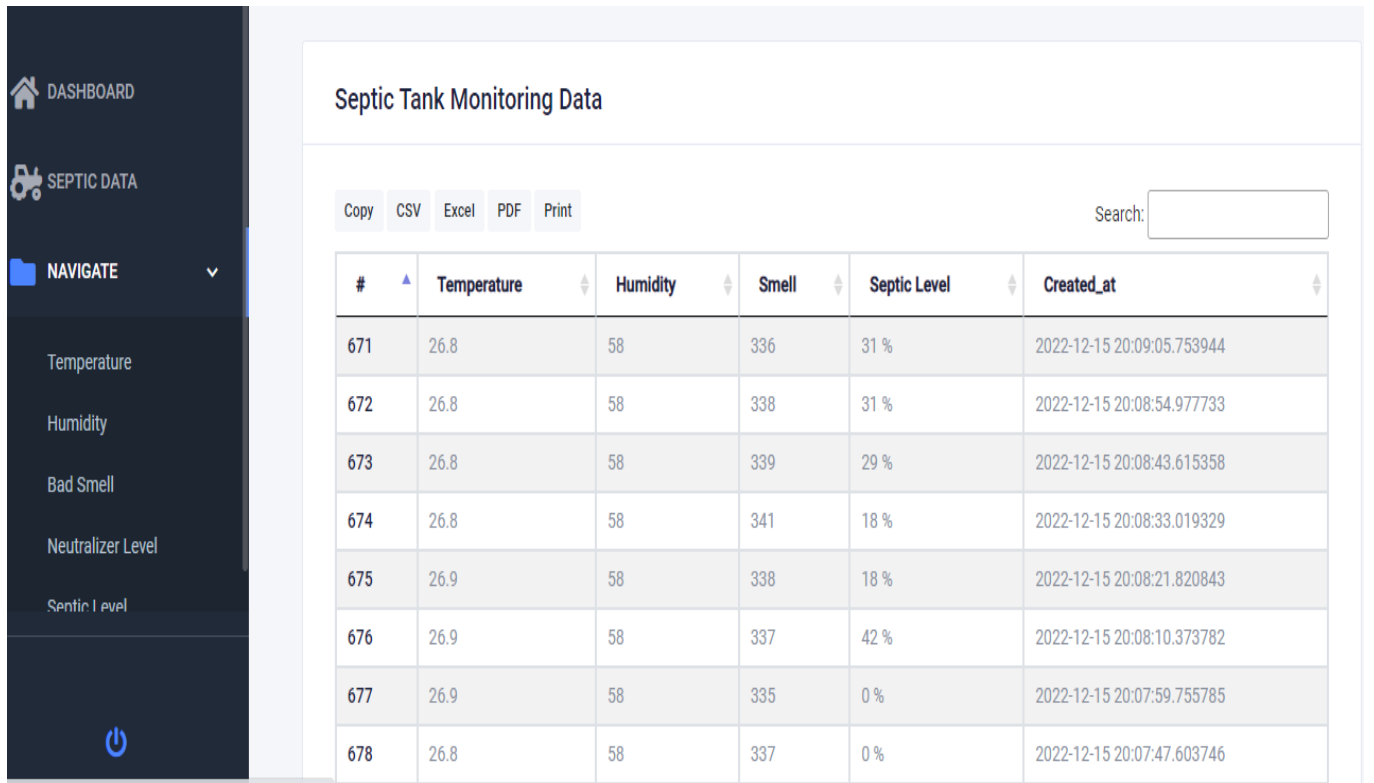 DASHBOARD
SEPTIC DATA
NAVIGATE
Temperature
Humidity
Bad Smell
Neutralizer Level
Septic Level
Septic Tank Monitoring Data
Copy CSV Excel PDF Print Search:
# Temperature Humidity Smell Septic Level Created_at
671 26.8 58 336 31 % 2022-12-15 20:09:05.753944
672 26.8 58 338 31 % 2022-12-15 20:08:54.977733
673 26.8 58 339 29 % 2022-12-15 20:08:43.615358
674 26.8 58 341 18 % 2022-12-15 20:08:33.019329
675 26.9 58 338 18 % 2022-12-15 20:08:21.820843
676 26.9 58 337 42 % 2022-12-15 20:08:10.373782
677 26.9 58 335 0 % 2022-12-15 20:07:59.755785
678 26.8 58 337 0 % 2022-12-15 20:07:47.603746